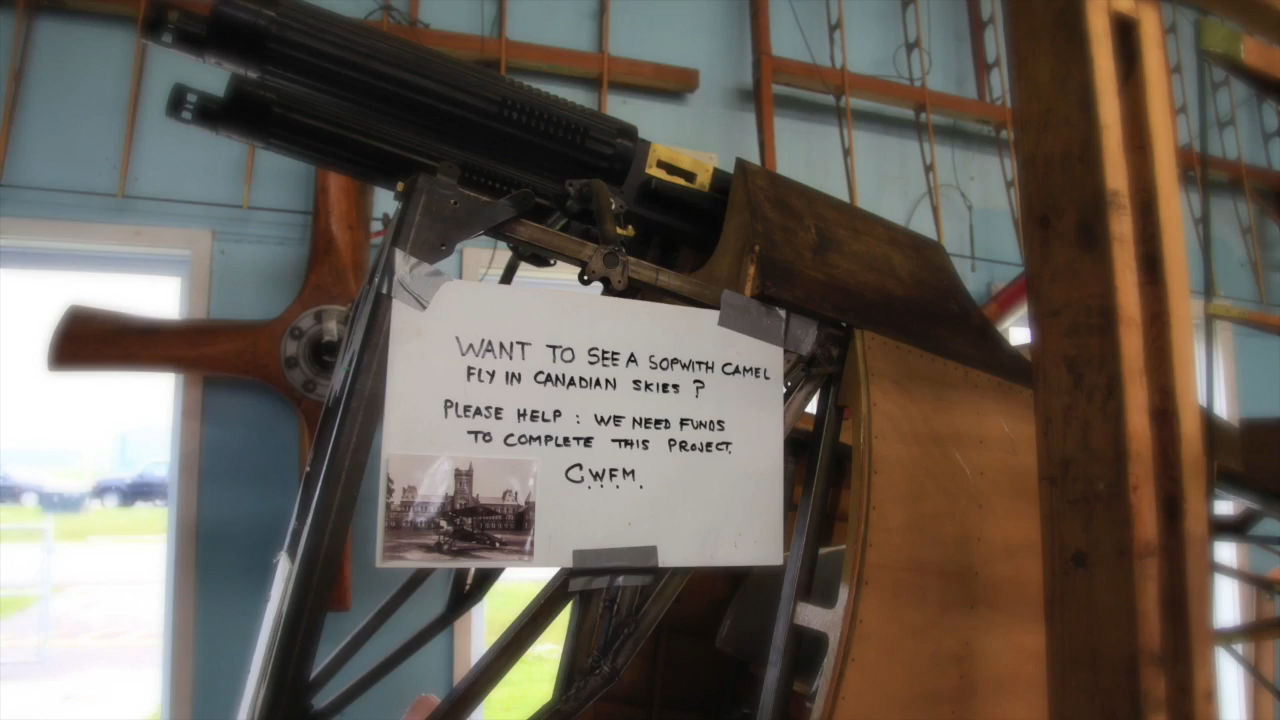 WANT TO SEE A SOPWITH CAMEL
FLY IN CANADIAN SKIES ?
PLEASE HELP : WE NEED FUNDS
TO COMPLETE THIS PROJECT.
C.W.F.M.